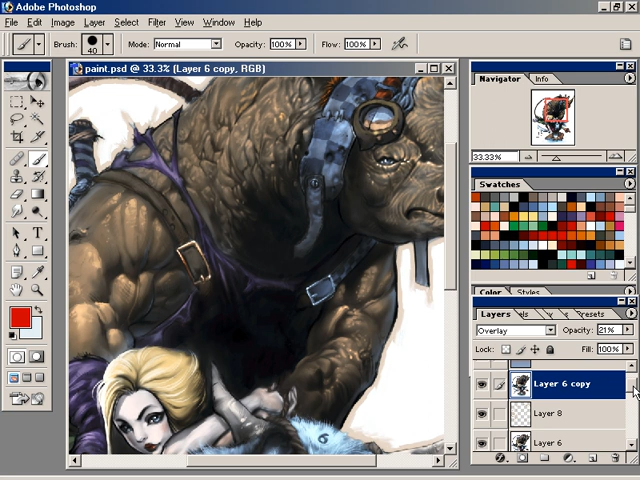 Adobe Photoshop
File Edit Image Layer Select Filter View Window Help
Brush: 40 Mode: Normal Opacity: 100% Flow: 100%
paint.psd @ 33.3% (Layer 6 copy, RGB)
Navigator Info
33.33%
Swatches
Color Styles
Layers
Overlay Opacity: 21%
Lock: Fill: 100%
Layer 6 copy
Layer 8
Layer 6